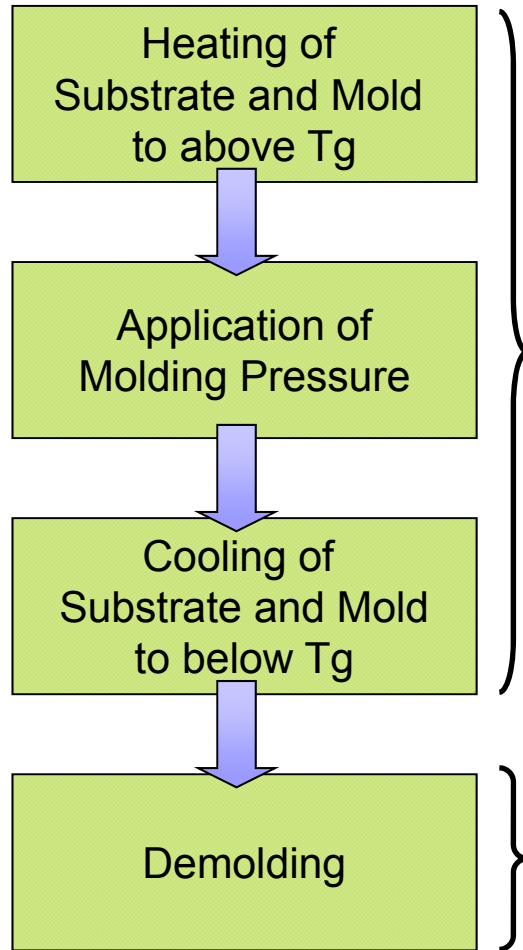 Heating of
Substrate and Mold
to above Tg
Application of
Molding Pressure
Cooling of
Substrate and Mold
to below Tg
Demolding